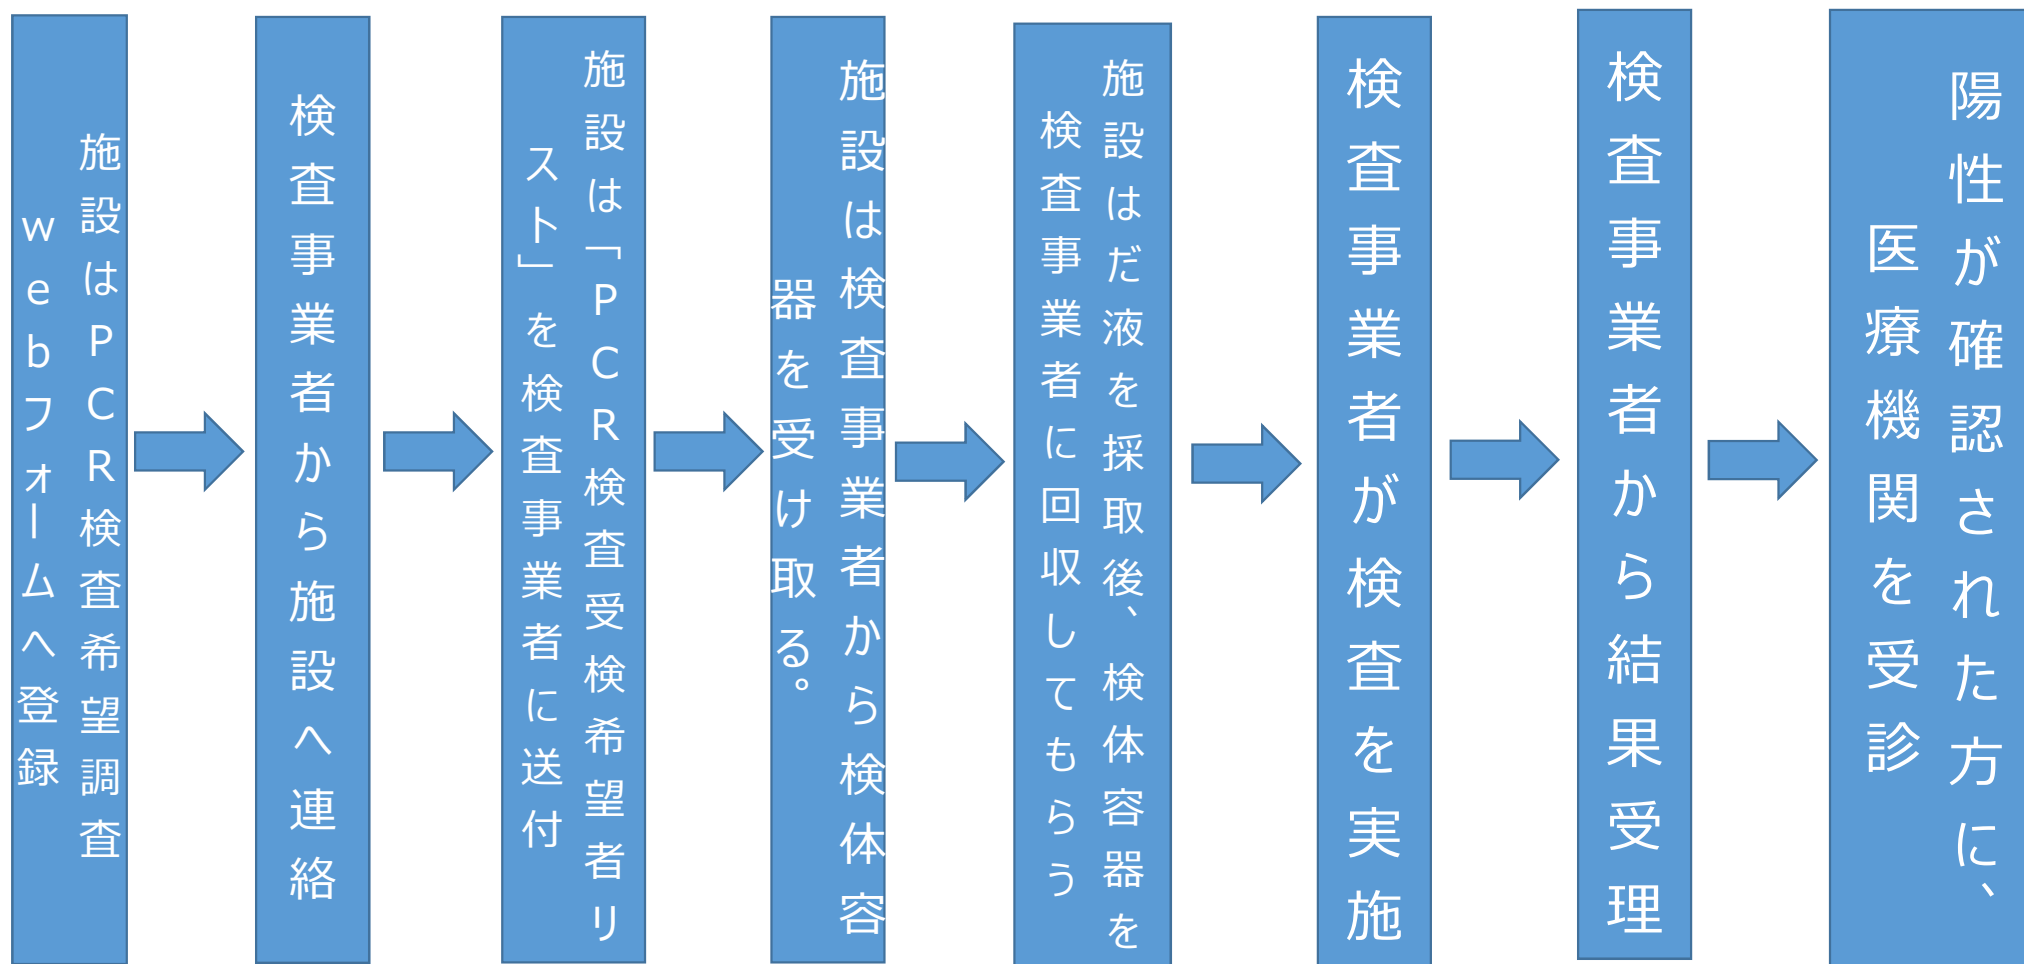 施設はＰＣＲ検査希望調査
ｗｅｂフォームへ登録
検査事業者から施設へ連絡
施設は「ＰＣＲ検査受検希望者リ
スト」を検査事業者に送付
施設は検査事業者から検体容
器を受け取る。
施設はだ液を採取後、検体容器を
検査事業者に回収してもらう
検査事業者が検査を実施
検査事業者から結果受理
陽性が確認された方に、
医療機関を受診